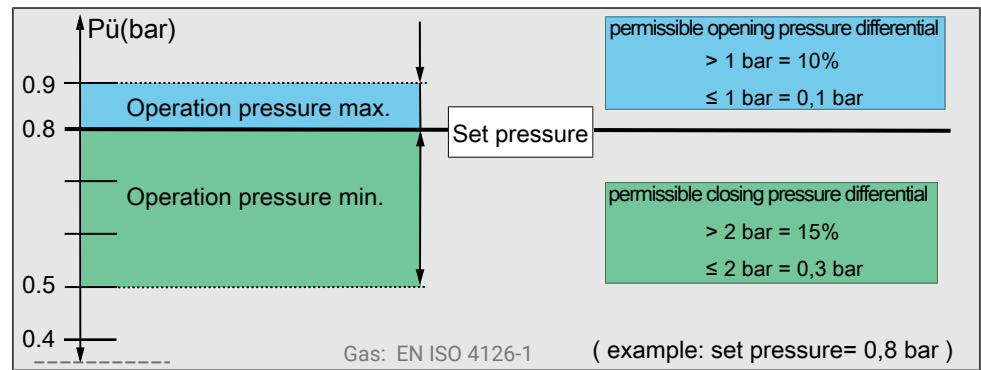 Pü(bar)
0.9
0.8
0.5
0.4
Operation pressure max.
Operation pressure min.
Set pressure
permissible opening pressure differential
> 1 bar = 10%
≤ 1 bar = 0,1 bar
permissible closing pressure differential
> 2 bar = 15%
≤ 2 bar = 0,3 bar
Gas: EN ISO 4126-1
( example: set pressure= 0,8 bar )